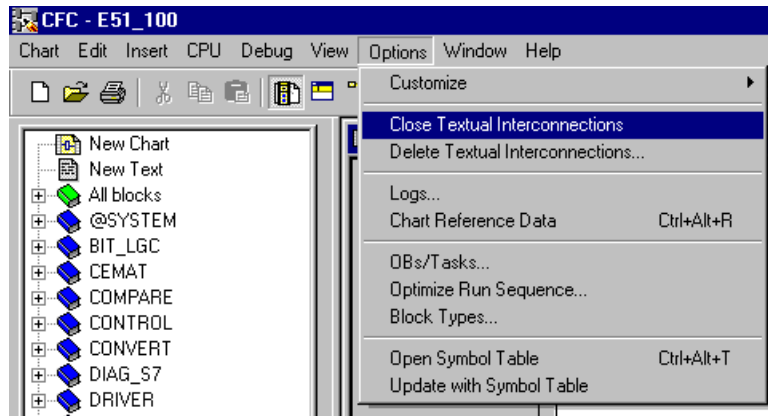 CFC - E51_100
Chart Edit Insert CPU Debug View Options Window Help
Customize
Close Textual Interconnections
Delete Textual Interconnections...
Logs...
Chart Reference Data Ctrl+Alt+R
OBs/Tasks...
Optimize Run Sequence...
Block Types...
Open Symbol Table Ctrl+Alt+T
Update with Symbol Table
New Chart
New Text
All blocks
@SYSTEM
BIT_LGC
CEMAT
COMPARE
CONTROL
CONVERT
DIAG_S7
DRIVER